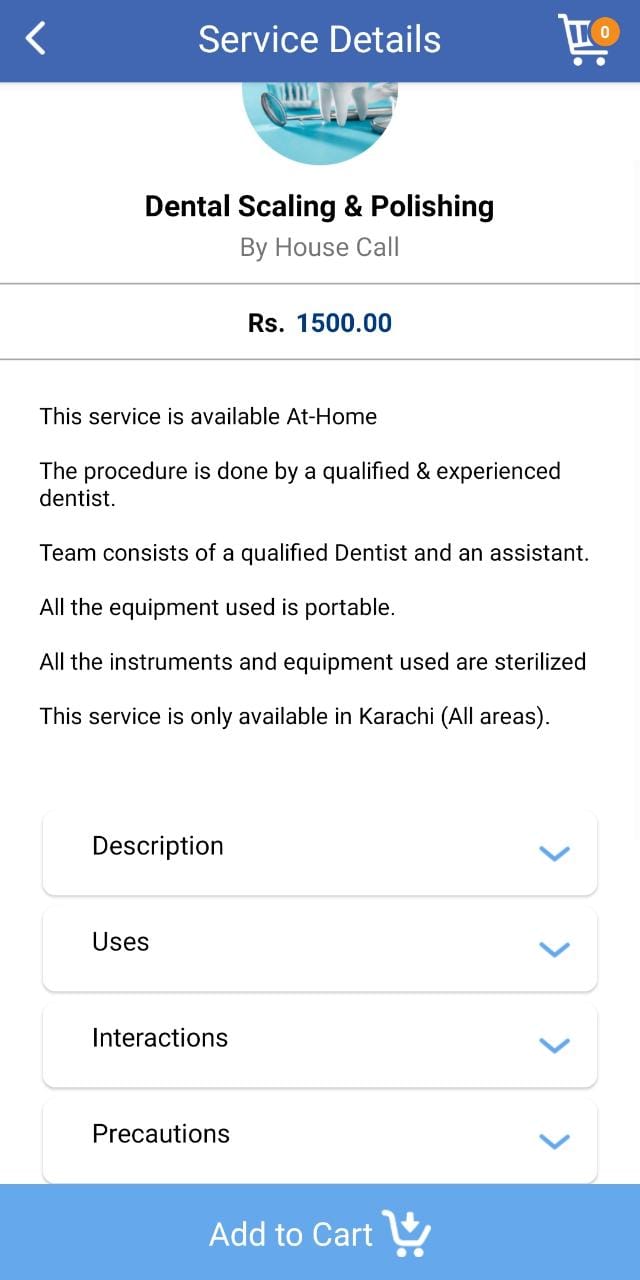 Service Details
0
Dental Scaling & Polishing
By House Call
Rs. 1500.00
This service is available At-Home
The procedure is done by a qualified & experienced
dentist.
Team consists of a qualified Dentist and an assistant.
All the equipment used is portable.
All the instruments and equipment used are sterilized
This service is only available in Karachi (All areas).
Description
Uses
Interactions
Precautions
Add to Cart